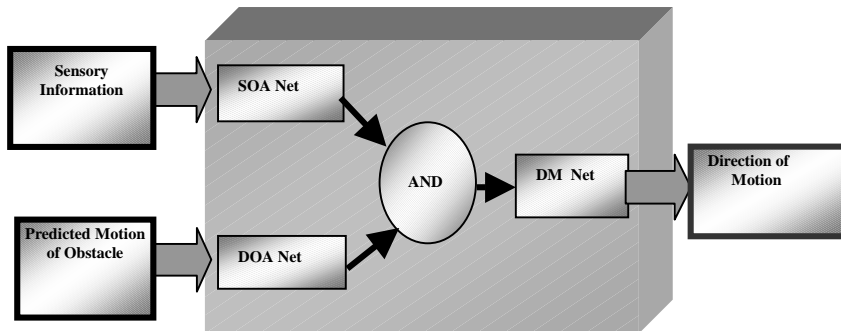 Sensory
Information
SOA Net
AND
DM Net
Direction of
Motion
Predicted Motion
of Obstacle
DOA Net